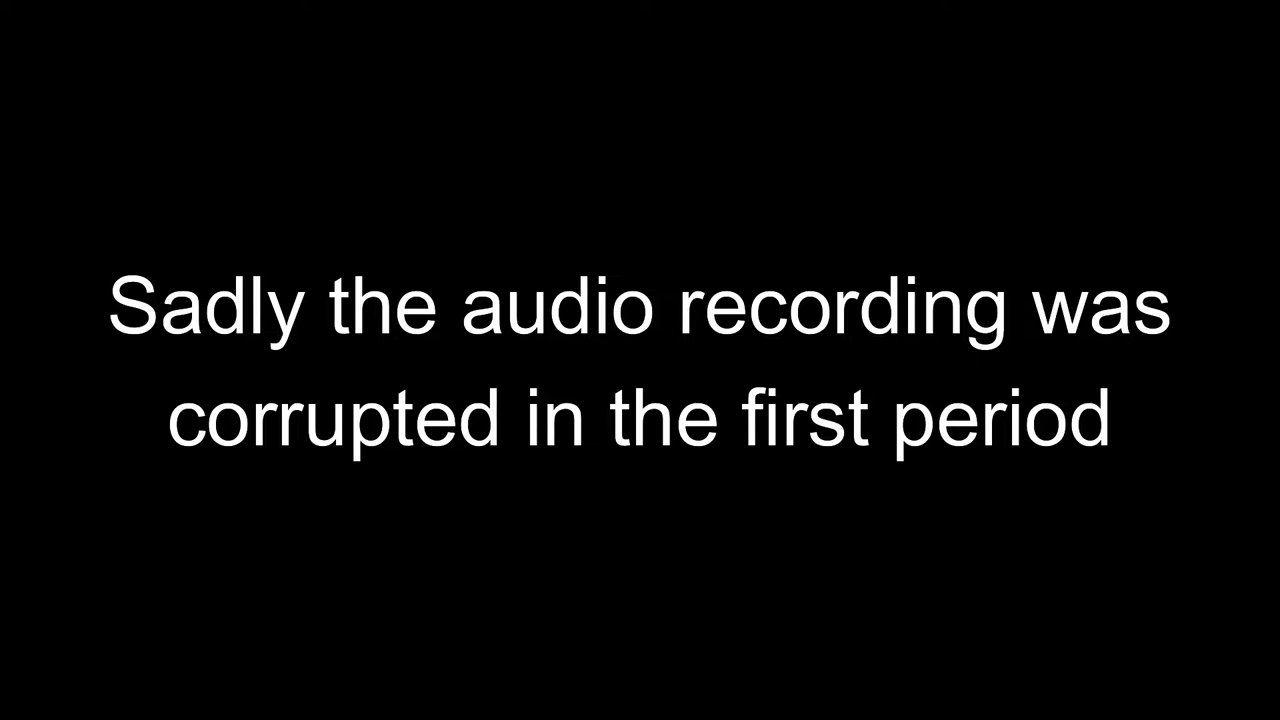 Sadly the audio recording was
corrupted in the first period